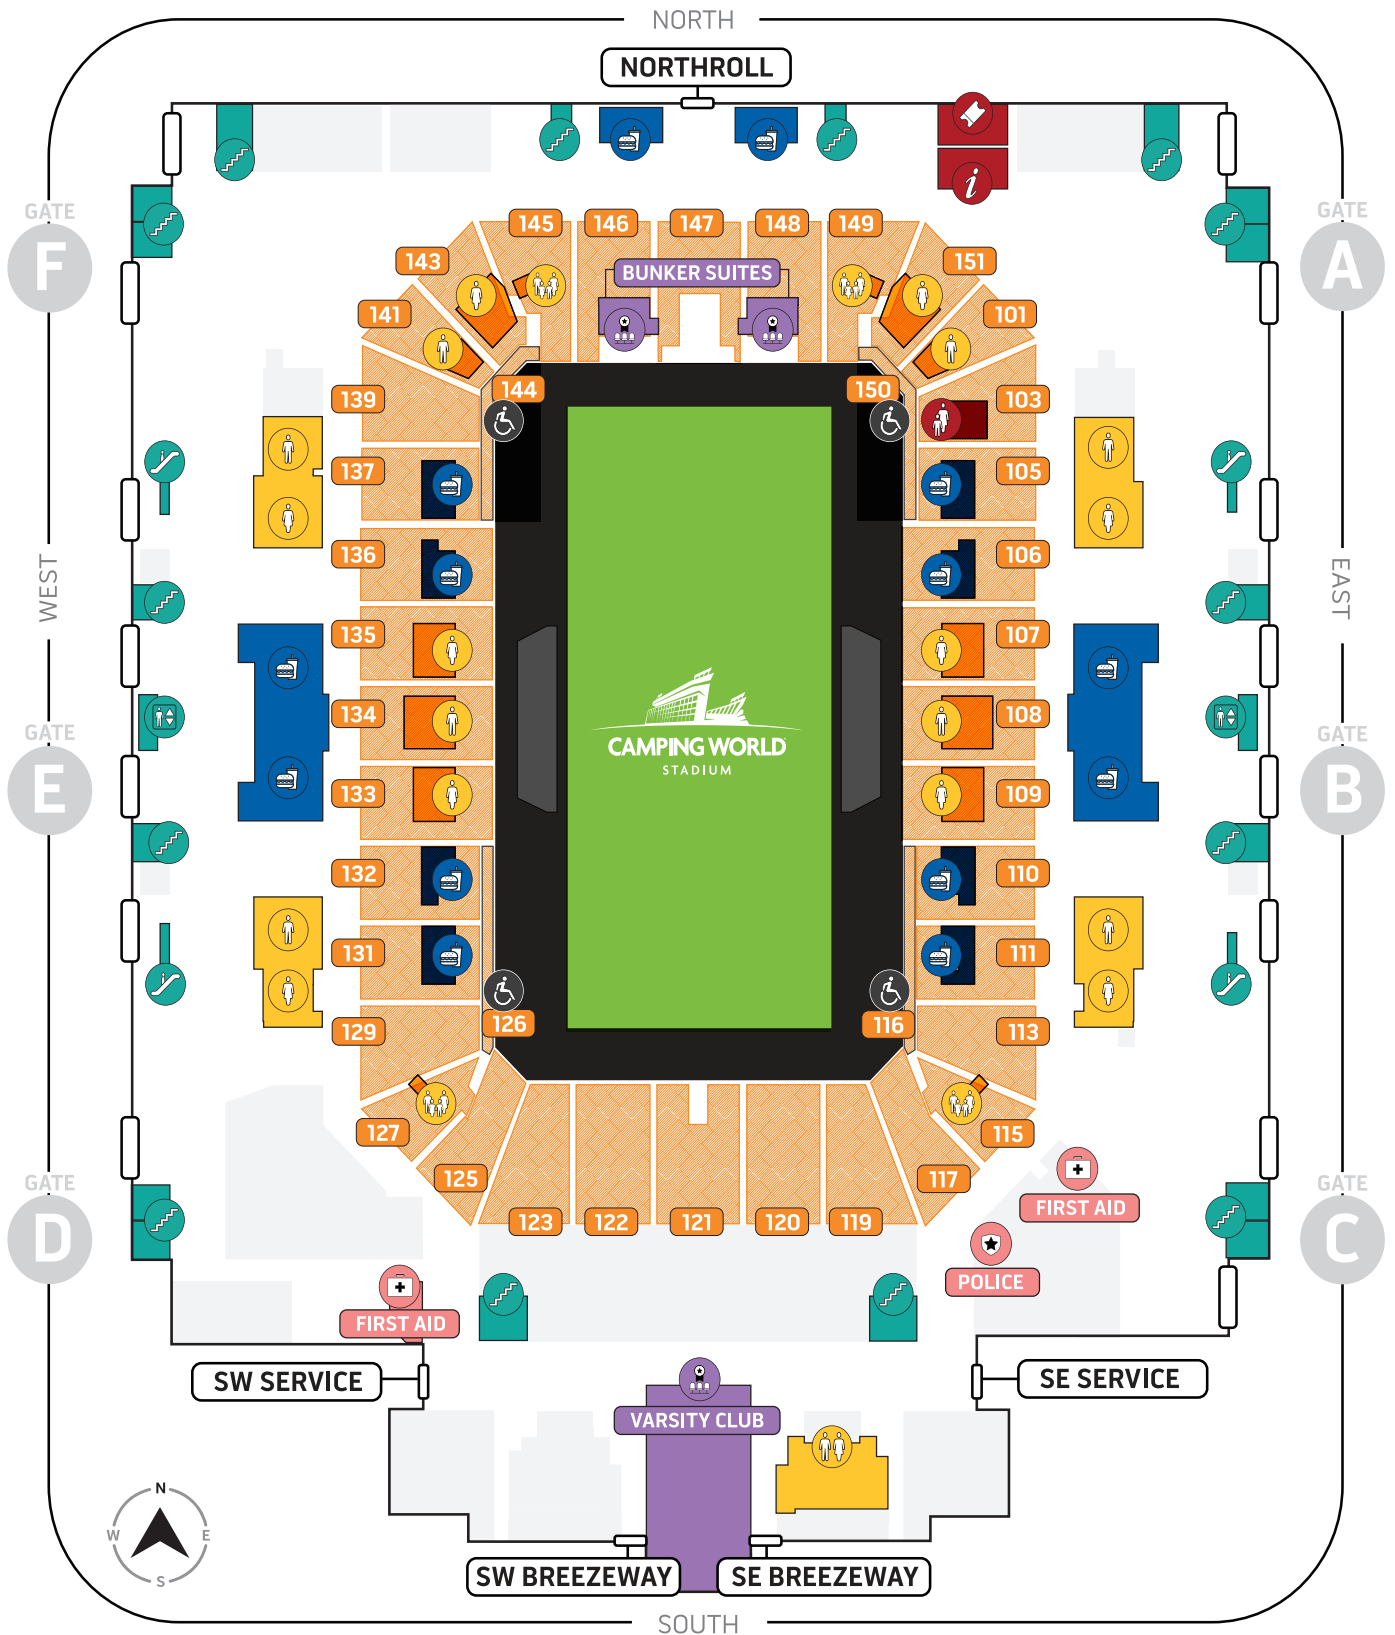 NORTH
NORTHROLL
GATE
F
GATE
A
145
146
147
148
149
143
151
BUNKER SUITES
141
101
144
150
139
103
137
105
136
106
WEST
EAST
135
107
134
108
GATE
E
GATE
B
CAMPING WORLD
STADIUM
133
109
132
110
131
111
126
116
129
113
127
115
125
117
GATE
D
GATE
C
123
122
121
120
119
FIRST AID
POLICE
FIRST AID
SW SERVICE
SE SERVICE
VARSITY CLUB
N
W
E
S
SW BREEZEWAY
SE BREEZEWAY
SOUTH